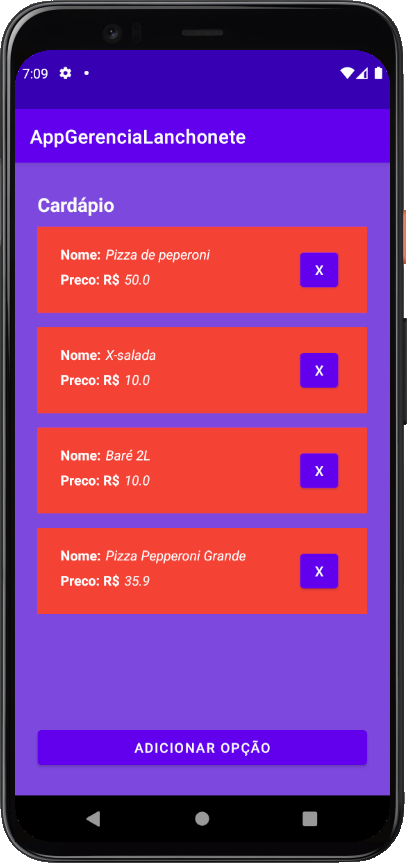 7:09
AppGerenciaLanchonete
Cardápio
Nome: Pizza de peperoni
Preco: R$ 50.0
X
Nome: X-salada
Preco: R$ 10.0
X
Nome: Baré 2L
Preco: R$ 10.0
X
Nome: Pizza Pepperoni Grande
Preco: R$ 35.9
X
ADICIONAR OPÇÃO